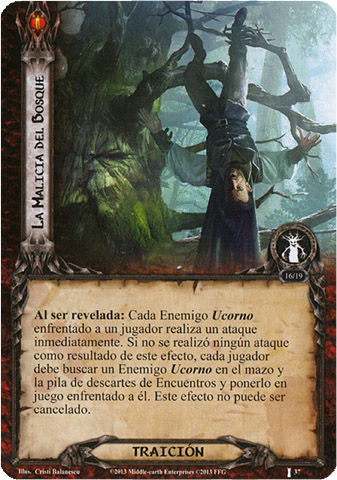 La Malicia del Bosque
16/19
Al ser revelada: Cada Enemigo Ucorno
enfrentado a un jugador realiza un ataque
inmediatamente. Si no se realizó ningún ataque
como resultado de este efecto, cada jugador
debe buscar un Enemigo Ucorno en el mazo y
la pila de descartes de Encuentros y ponerlo en
juego enfrentado a él. Este efecto no puede ser
cancelado.
TRAICIÓN
Illus. Cristi Balanescu ©2013 Middle-earth Enterprises ©2013 FFG 37